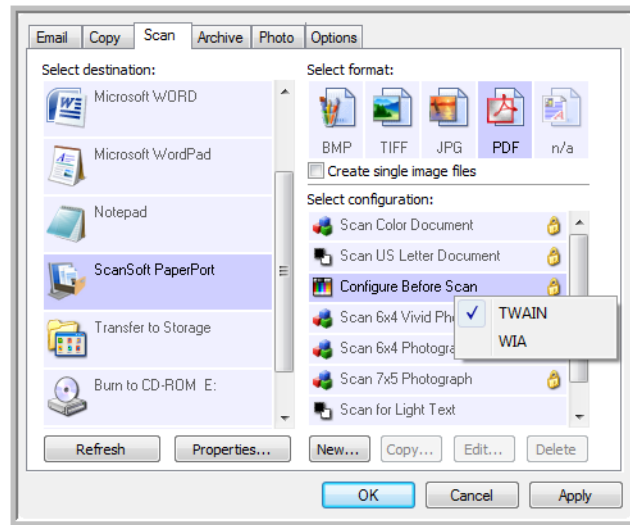 Email Copy Scan Archive Photo Options
Select destination:
Microsoft WORD
Microsoft WordPad
Notepad
ScanSoft PaperPort
Transfer to Storage
Burn to CD-ROM E:
Refresh Properties...
Select format:
BMP TIFF JPG PDF n/a
Create single image files
Select configuration:
Scan Color Document
Scan US Letter Document
Configure Before Scan
Scan 6x4 Vivid
Scan 6x4
Scan 7x5 Photograph
Scan for Light Text
TWAIN
WIA
New... Copy... Edit... Delete
OK Cancel Apply